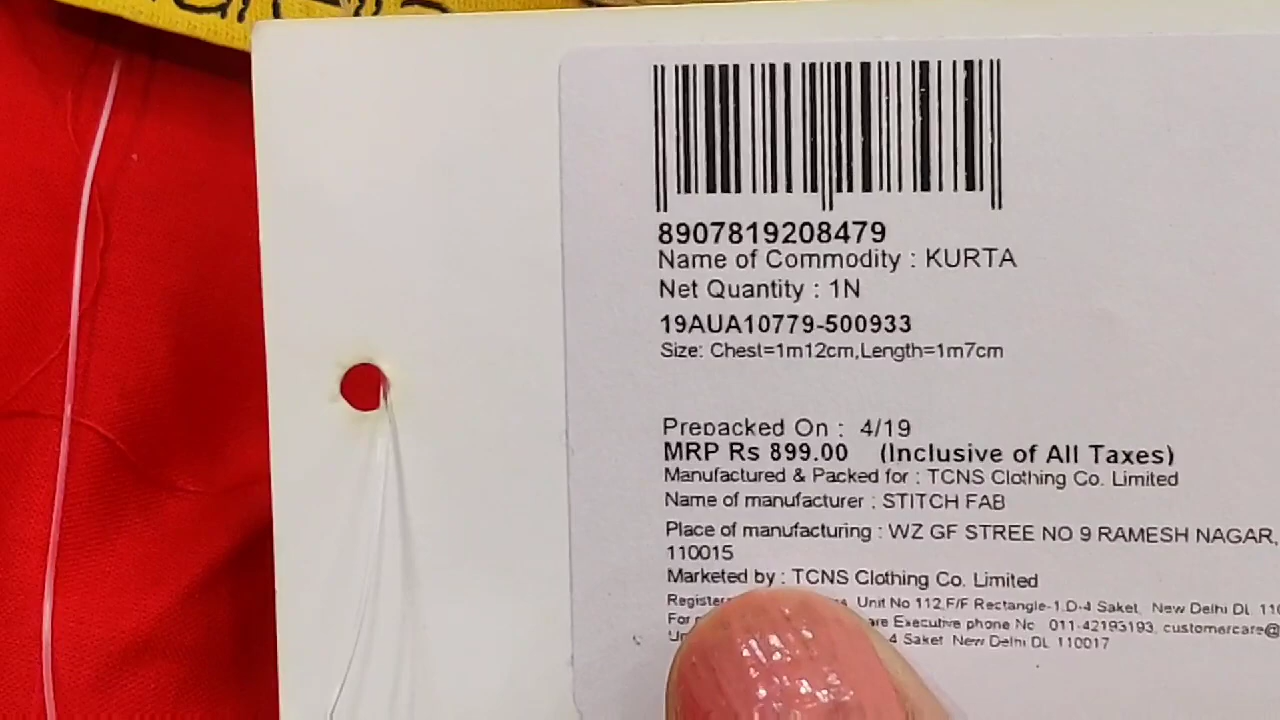 8907819208479
Name of Commodity : KURTA
Net Quantity : 1N
19AUA10779-500933
Size: Chest=1m12cm,Length=1m7cm
Prepacked On : 4/19
MRP Rs 899.00 (Inclusive of All Taxes)
Manufactured & Packed for : TCNS Clothing Co. Limited
Name of manufacturer : STITCH FAB
Place of manufacturing : WZ GF STREE NO 9 RAMESH NAGAR,
110015
Marketed by : TCNS Clothing Co. Limited
Unit No 112,F/F Rectangle-1,D-4 Saket, New Delhi DL
For Executive phone No 011-42193193, customercare@
4 Saket New Delhi DL 110017